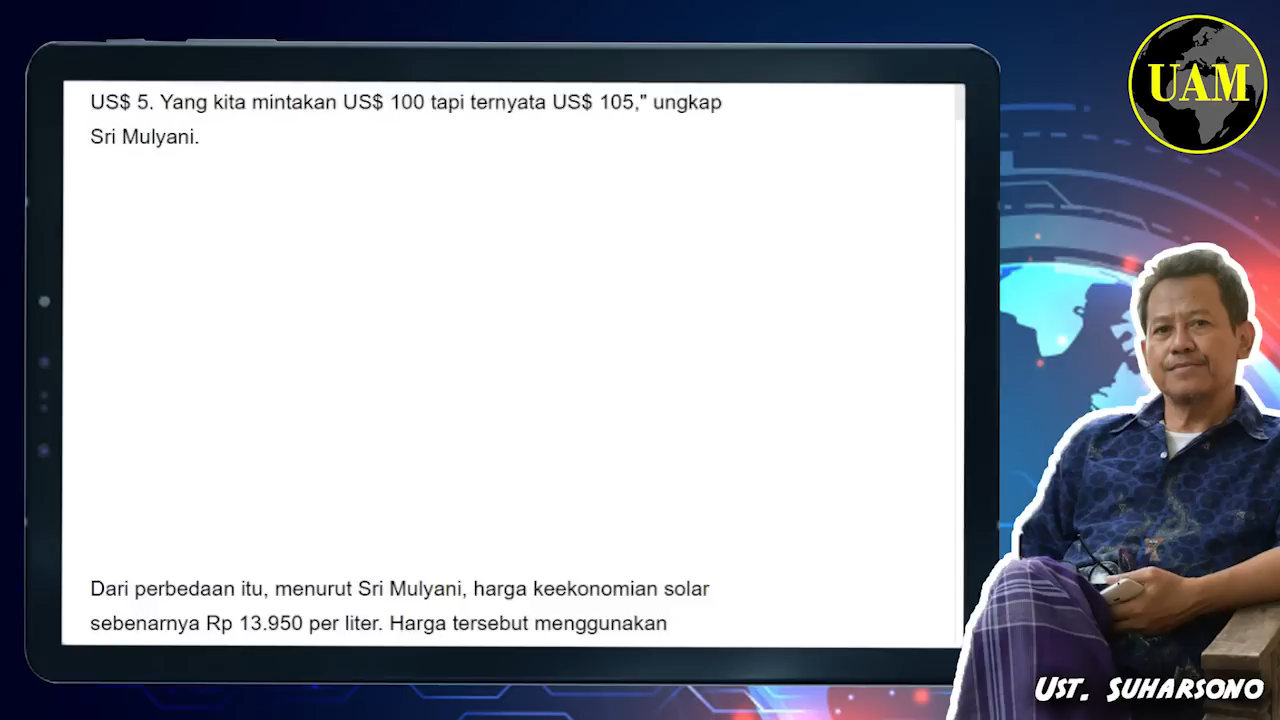 US$ 5. Yang kita mintakan US$ 100 tapi ternyata US$ 105," ungkap
Sri Mulyani.
Dari perbedaan itu, menurut Sri Mulyani, harga keekonomian solar
sebenarnya Rp 13.950 per liter. Harga tersebut menggunakan
UAM
UST. SUHARSONO